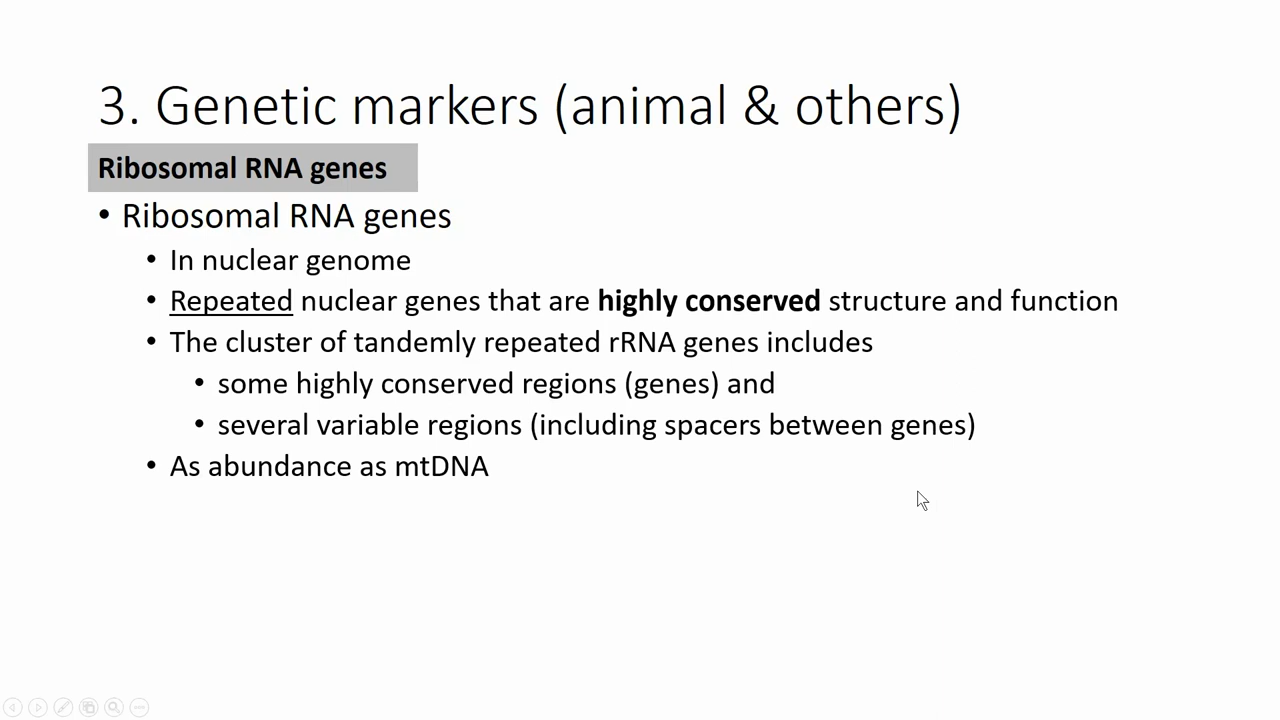 3. Genetic markers (animal & others)
Ribosomal RNA genes
• Ribosomal RNA genes
• In nuclear genome
• Repeated nuclear genes that are highly conserved structure and function
• The cluster of tandemly repeated rRNA genes includes
• some highly conserved regions (genes) and
• several variable regions (including spacers between genes)
• As abundance as mtDNA